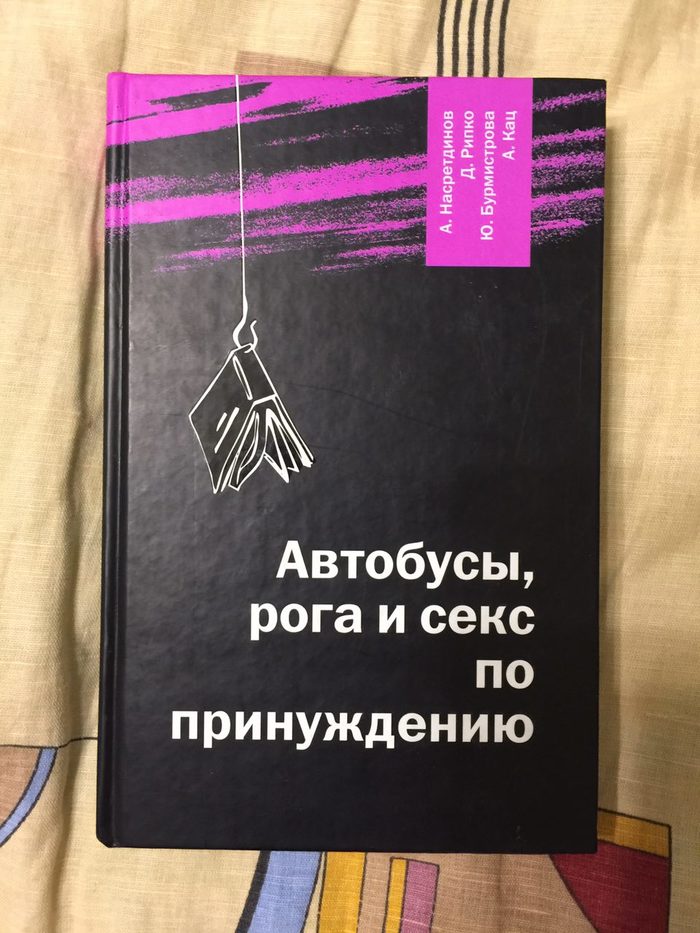 А. Насретдинов
Д. Рипко
Ю. Бурмистрова
А. Кац
Автобусы,
рога и секс
по
принуждению